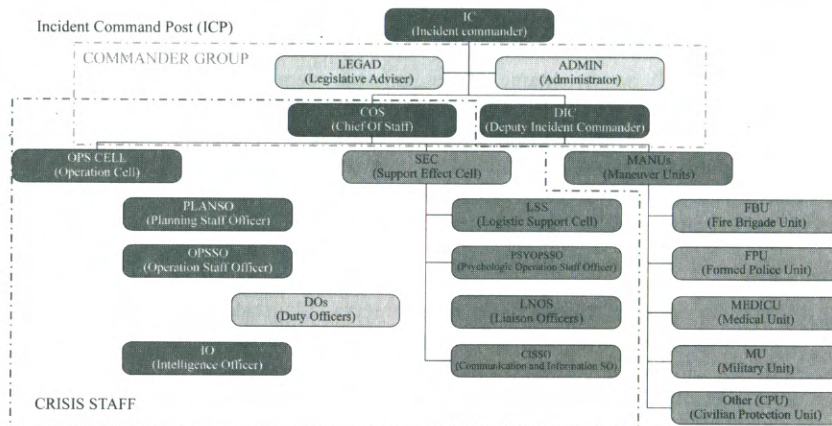 Incident Command Post (ICP)
IC
(Incident commander)
COMMANDER GROUP
LEGAD
(Legislative Adviser)
ADMIN
(Administrator)
COS
(Chief Of Staff)
DIC
(Deputy Incident Commander)
OPS CELL
(Operation Cell)
SEC
(Support Effect Cell)
MANUs
(Maneuver Units)
PLANSO
(Planning Staff Officer)
LSS
(Logistic Support Cell)
FBU
(Fire Brigade Unit)
OPSSO
(Operation Staff Officer)
PSYOPSSO
(Psychologic Operation Staff Officer)
FPU
(Formed Police Unit)
DOs
(Duty Officers)
LNOS
(Liaison Officers)
MEDICU
(Medical Unit)
IO
(Intelligence Officer)
CISSO
(Communication and Information SO)
MU
(Military Unit)
CRISIS STAFF
Other (CPU)
(Civilian Protection Unit)